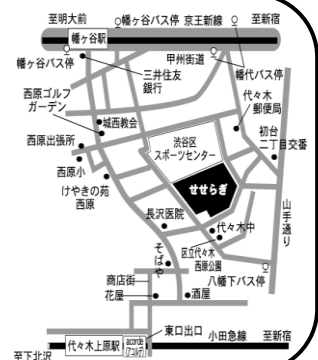 至明大前
幡ヶ谷バス停
京王新線
至新宿
幡ヶ谷駅
甲州街道
幡ヶ谷バス停
三井住友
銀行
幡代バス停
西原ゴルフ
ガーデン
代々木
郵便局
城西教会
渋谷区
スポーツセンター
初台
二丁目交番
西原出張所
西原小
せせらぎ
けやきの苑
西原
山手通り
長沢医院
代々木中
区立代々木
西原公園
そばや
八幡下バス停
商店街
花屋
酒屋
東口出口
小田急線
至新宿
代々木上原駅
acorde
(アコルデ)
至下北沢